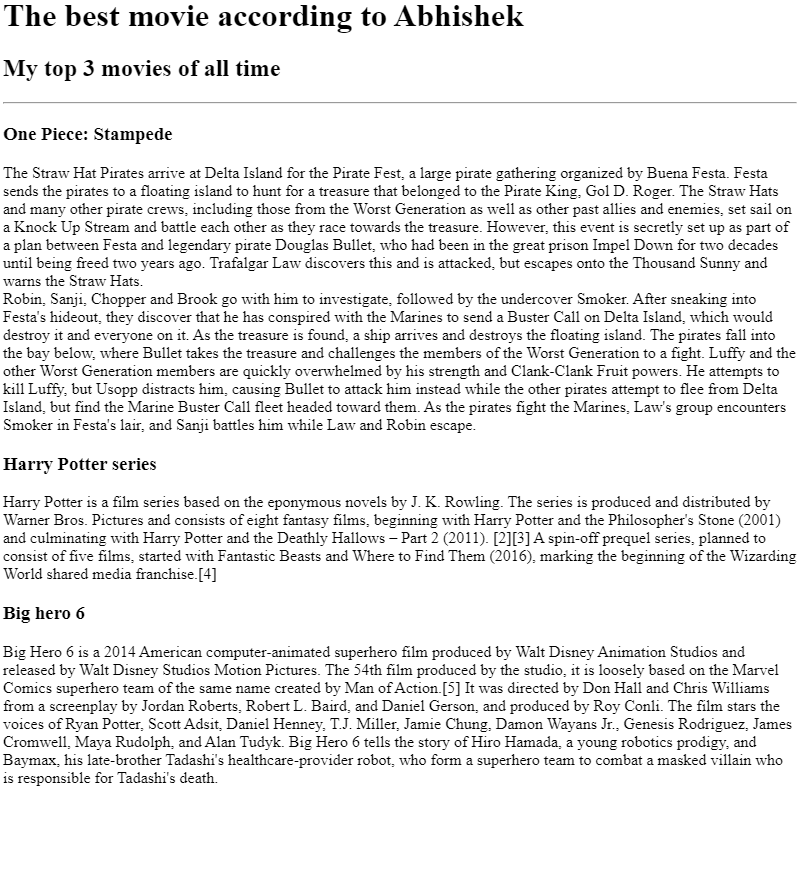 The best movie according to Abhishek
My top 3 movies of all time
One Piece: Stampede
The Straw Hat Pirates arrive at Delta Island for the Pirate Fest, a large pirate gathering organized by Buena Festa. Festa
sends the pirates to a floating island to hunt for a treasure that belonged to the Pirate King, Gol D. Roger. The Straw Hats
and many other pirate crews, including those from the Worst Generation as well as other past allies and enemies, set sail on
a Knock Up Stream and battle each other as they race towards the treasure. However, this event is secretly set up as part of
a plan between Festa and legendary pirate Douglas Bullet, who had been in the great prison Impel Down for two decades
until being freed two years ago. Trafalgar Law discovers this and is attacked, but escapes onto the Thousand Sunny and
warns the Straw Hats.
Robin, Sanji, Chopper and Brook go with him to investigate, followed by the undercover Smoker. After sneaking into
Festa's hideout, they discover that he has conspired with the Marines to send a Buster Call on Delta Island, which would
destroy it and everyone on it. As the treasure is found, a ship arrives and destroys the floating island. The pirates fall into
the bay below, where Bullet takes the treasure and challenges the members of the Worst Generation to a fight. Luffy and the
other Worst Generation members are quickly overwhelmed by his strength and Clank-Clank Fruit powers. He attempts to
kill Luffy, but Usopp distracts him, causing Bullet to attack him instead while the other pirates attempt to flee from Delta
Island, but find the Marine Buster Call fleet headed toward them. As the pirates fight the Marines, Law's group encounters
Smoker in Festa's lair, and Sanji battles him while Law and Robin escape.
Harry Potter series
Harry Potter is a film series based on the eponymous novels by J. K. Rowling. The series is produced and distributed by
Warner Bros. Pictures and consists of eight fantasy films, beginning with Harry Potter and the Philosopher's Stone (2001)
and culminating with Harry Potter and the Deathly Hallows – Part 2 (2011). [2][3] A spin-off prequel series, planned to
consist of five films, started with Fantastic Beasts and Where to Find Them (2016), marking the beginning of the Wizarding
World shared media franchise.[4]
Big hero 6
Big Hero 6 is a 2014 American computer-animated superhero film produced by Walt Disney Animation Studios and
released by Walt Disney Studios Motion Pictures. The 54th film produced by the studio, it is loosely based on the Marvel
Comics superhero team of the same name created by Man of Action.[5] It was directed by Don Hall and Chris Williams
from a screenplay by Jordan Roberts, Robert L. Baird, and Daniel Gerson, and produced by Roy Conli. The film stars the
voices of Ryan Potter, Scott Adsit, Daniel Henney, T.J. Miller, Jamie Chung, Damon Wayans Jr., Genesis Rodriguez, James
Cromwell, Maya Rudolph, and Alan Tudyk. Big Hero 6 tells the story of Hiro Hamada, a young robotics prodigy, and
Baymax, his late-brother Tadashi's healthcare-provider robot, who form a superhero team to combat a masked villain who
is responsible for Tadashi's death.